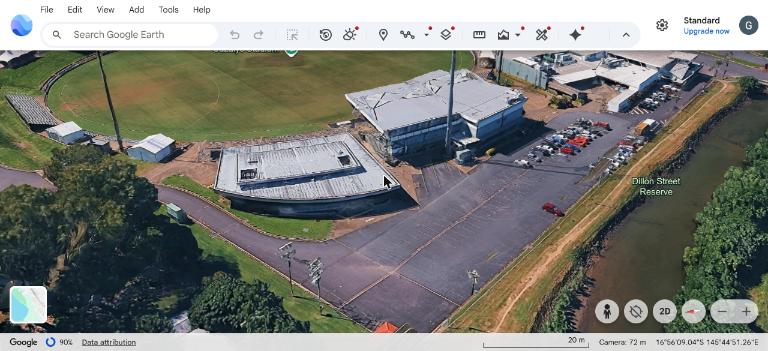 File Edit View Add Tools Help
Search Google Earth
Standard
Upgrade now
G
Dillon Street
Reserve
2D
Google 90% Data attribution 20 m Camera: 72 m 16°56'09.04"S 145°44'51.26"E